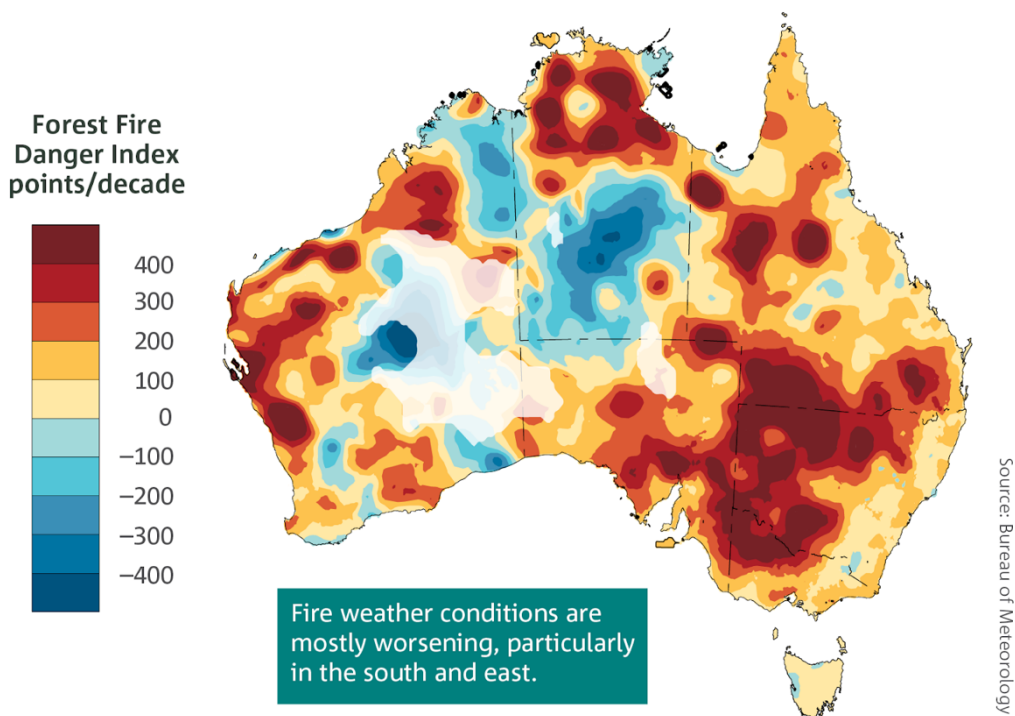 Forest Fire
Danger Index
points/decade
400
300
200
100
0
–100
–200
–300
–400
Fire weather conditions are
mostly worsening, particularly
in the south and east.
Source: Bureau of Meteorology